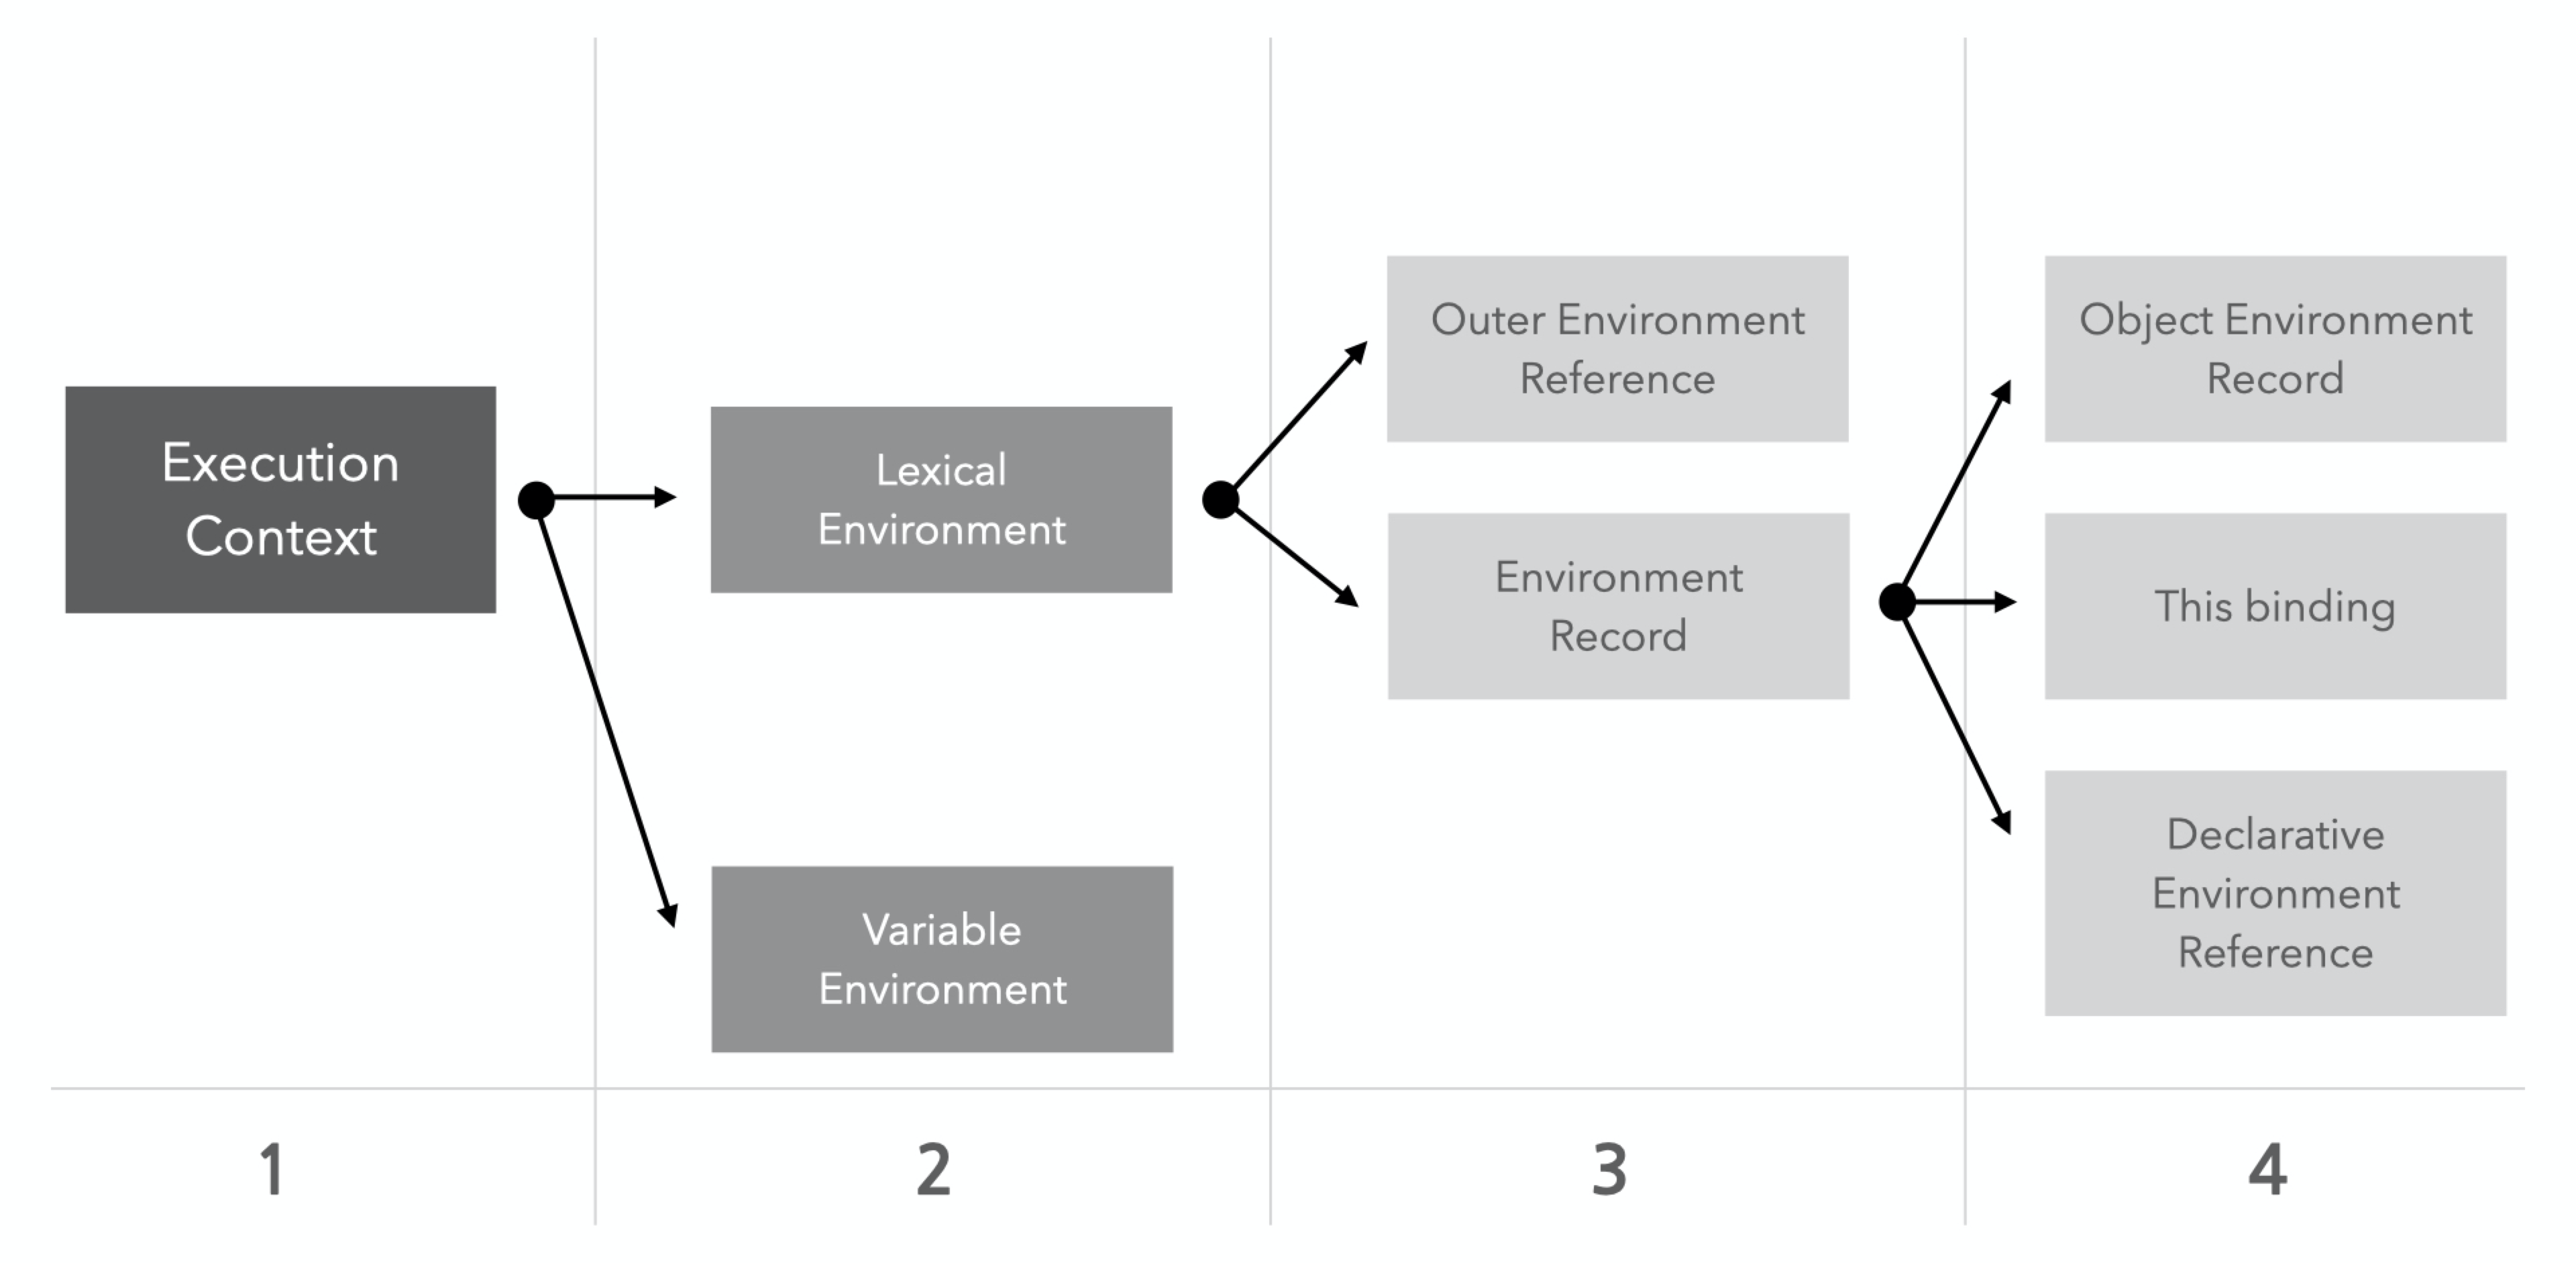 Execution
Context
Lexical
Environment
Variable
Environment
Outer Environment
Reference
Environment
Record
Object Environment
Record
This binding
Declarative
Environment
Reference
1
2
3
4